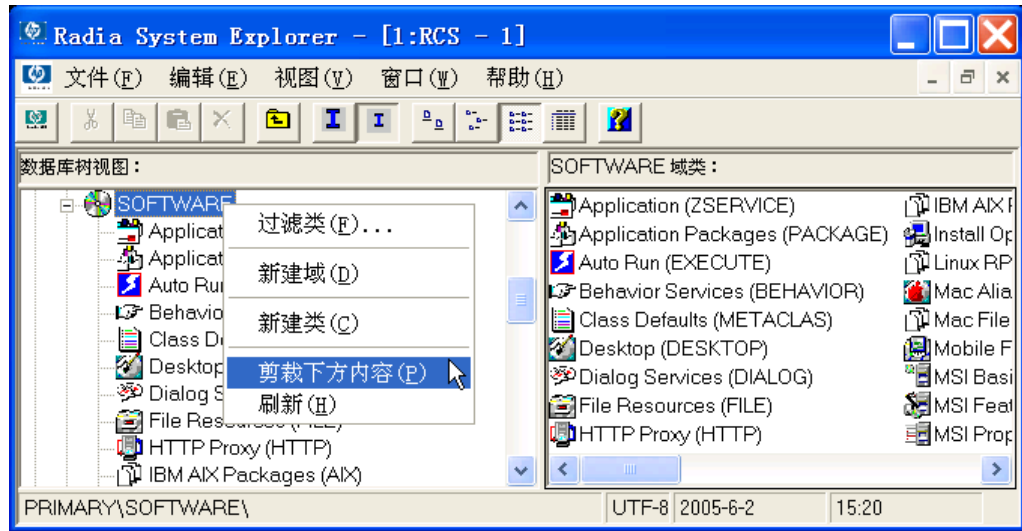 Radia System Explorer - [1:RCS - 1]
文件(F) 编辑(E) 视图(V) 窗口(W) 帮助(H)
数据库树视图：
SOFTWARE 域类：
SOFTWARE
Applicat
Applicat
Auto Ru
Behavio
Class D
Desktop
Dialog S
File Resources (FILE)
HTTP Proxy (HTTP)
IBM AIX Packages (AIX)
过滤类(F)...
新建域(D)
新建类(C)
剪裁下方内容(P)
刷新(H)
Application (ZSERVICE)
Application Packages (PACKAGE)
Auto Run (EXECUTE)
Behavior Services (BEHAVIOR)
Class Defaults (METACLAS)
Desktop (DESKTOP)
Dialog Services (DIALOG)
File Resources (FILE)
HTTP Proxy (HTTP)
IBM AIX
Install Op
Linux RP
Mac Alia
Mac File
Mobile F
MSI Basi
MSI Feat
MSI Prop
PRIMARY\SOFTWARE\
UTF-8
2005-6-2
15:20